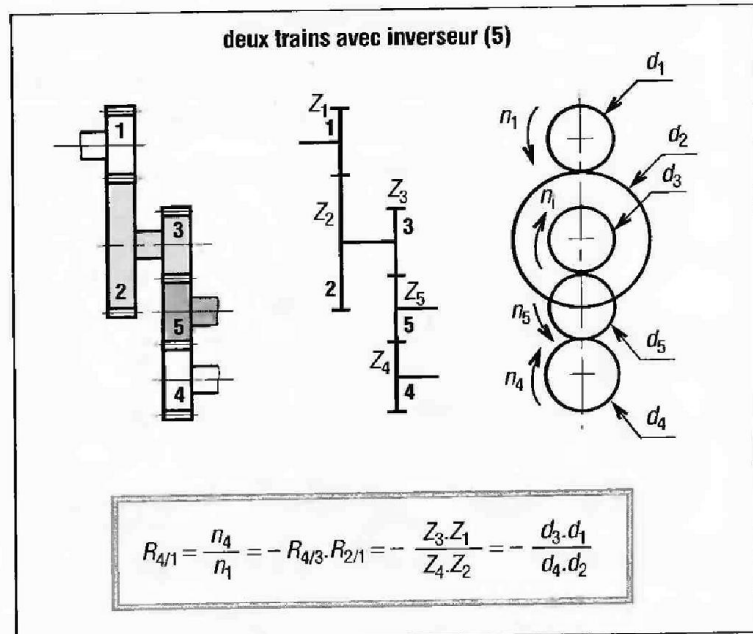 deux trains avec inverseur (5)
1
2
3
5
4
Z1
1
Z2
2
Z3
3
Z5
5
Z4
4
d1
n1
d2
d3
ni
n5
d5
n4
d4
R4/1 = n4/n1 = − R4/3.R2/1 = − Z3.Z1/Z4.Z2 = − d3.d1/d4.d2